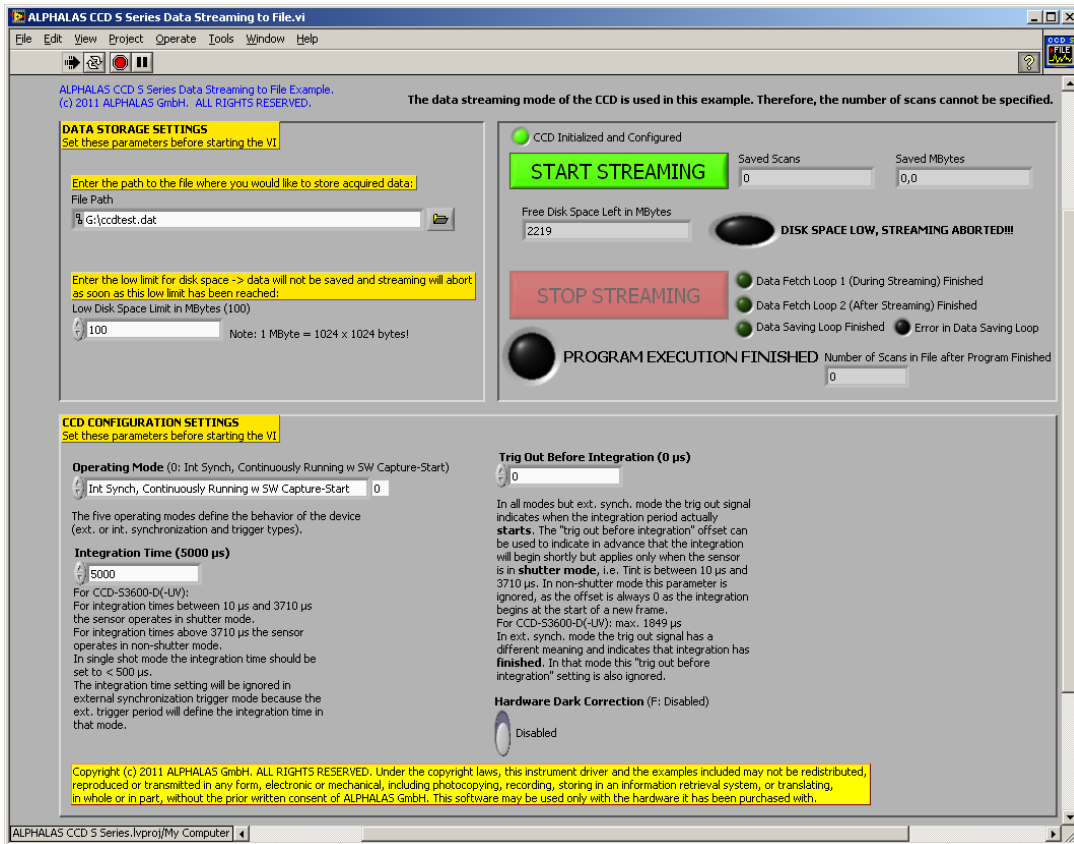 ALPHALAS CCD S Series Data Streaming to File.vi
File Edit View Project Operate Tools Window Help
CCD S
FILE
?
ALPHALAS CCD S Series Data Streaming to File Example.
(c) 2011 ALPHALAS GmbH. ALL RIGHTS RESERVED.
The data streaming mode of the CCD is used in this example. Therefore, the number of scans cannot be specified.
DATA STORAGE SETTINGS
Set these parameters before starting the VI
Enter the path to the file where you would like to store acquired data:
File Path
G:\ccdtest.dat
Enter the low limit for disk space -> data will not be saved and streaming will abort
as soon as this low limit has been reached:
Low Disk Space Limit in MBytes (100)
100
Note: 1 MByte = 1024 x 1024 bytes!
CCD Initialized and Configured
START STREAMING
Saved Scans
0
Saved MBytes
0,0
Free Disk Space Left in MBytes
2219
DISK SPACE LOW, STREAMING ABORTED!!!
STOP STREAMING
Data Fetch Loop 1 (During Streaming) Finished
Data Fetch Loop 2 (After Streaming) Finished
Data Saving Loop Finished
Error in Data Saving Loop
PROGRAM EXECUTION FINISHED
Number of Scans in File after Program Finished
0
CCD CONFIGURATION SETTINGS
Set these parameters before starting the VI
Operating Mode (0: Int Synch, Continuously Running w SW Capture-Start)
Int Synch, Continuously Running w SW Capture-Start 0
The five operating modes define the behavior of the device
(ext. or int. synchronization and trigger types).
Integration Time (5000 µs)
5000
For CCD-S3600-D(-UV):
For integration times between 10 µs and 3710 µs
the sensor operates in shutter mode.
For integration times above 3710 µs the sensor
operates in non-shutter mode.
In single shot mode the integration time should be
set to < 500 µs.
The integration time setting will be ignored in
external synchronization trigger mode because the
ext. trigger period will define the integration time in
that mode.
Trig Out Before Integration (0 µs)
0
In all modes but ext. synch. mode the trig out signal
indicates when the integration period actually
starts. The "trig out before integration" offset can
be used to indicate in advance that the integration
will begin shortly but applies only when the sensor
is in shutter mode, i.e. Tint is between 10 µs and
3710 µs. In non-shutter mode this parameter is
ignored, as the offset is always 0 as the integration
begins at the start of a new frame.
For CCD-S3600-D(-UV): max. 1849 µs
In ext. synch. mode the trig out signal has a
different meaning and indicates that integration has
finished. In that mode this "trig out before
integration" setting is also ignored.
Hardware Dark Correction (F: Disabled)
Disabled
Copyright (c) 2011 ALPHALAS GmbH. ALL RIGHTS RESERVED. Under the copyright laws, this instrument driver and the examples included may not be redistributed,
reproduced or transmitted in any form, electronic or mechanical, including photocopying, recording, storing in an information retrieval system, or translating,
in whole or in part, without the prior written consent of ALPHALAS GmbH. This software may be used only with the hardware it has been purchased with.
ALPHALAS CCD S Series.lvproj/My Computer